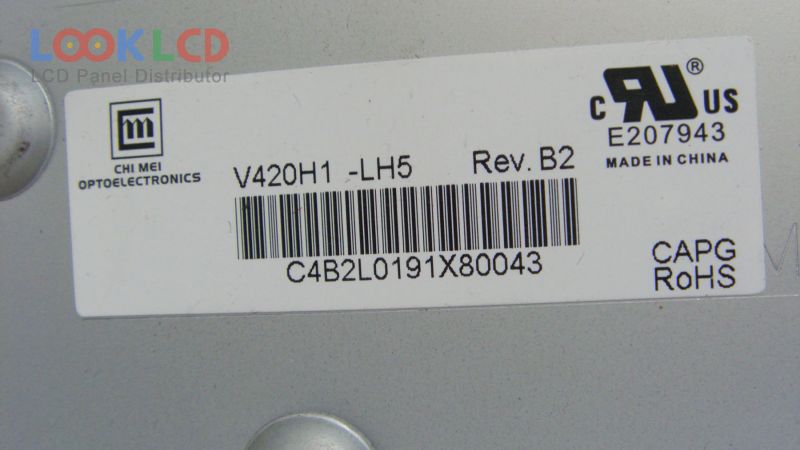 LOOKLCD
LCD Panel Distributor
CHI MEI
OPTOELECTRONICS
V420H1 -LH5 Rev. B2
C4B2L0191X80043
c RU ® US
E207943
MADE IN CHINA
CAPG
RoHS